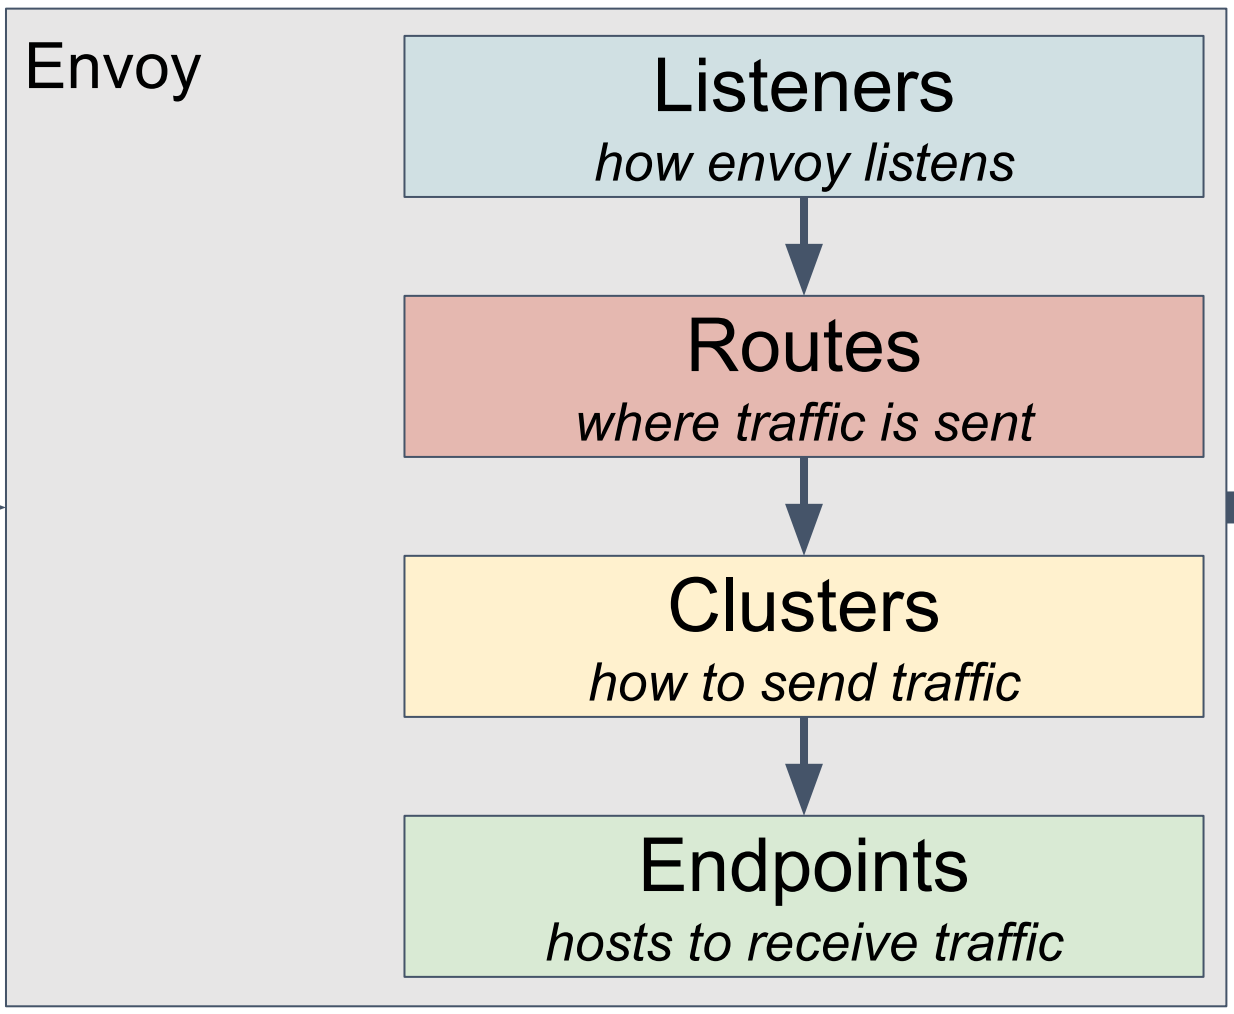 Envoy
Listeners
how envoy listens
Routes
where traffic is sent
Clusters
how to send traffic
Endpoints
hosts to receive traffic